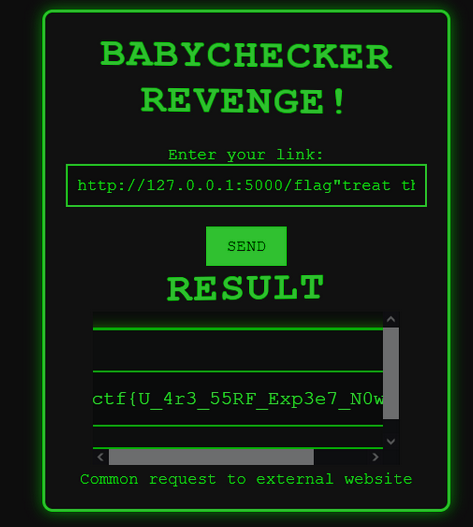 BABYCHECKER
REVENGE!
Enter your link:
http://127.0.0.1:5000/flag"treat th
SEND
RESULT
ctf{U_4r3_55RF_Exp3e7_N0w
Common request to external website